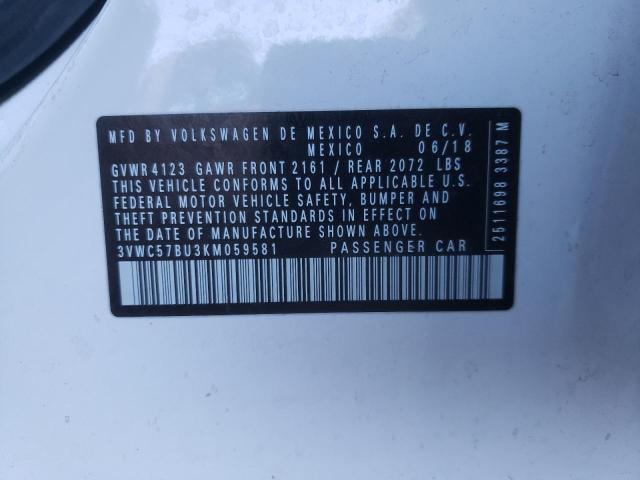 MFD BY VOLKSWAGEN DE MEXICO S.A. DE C.V.
MEXICO 06/18
GVWR 4123 GAWR FRONT 2161 / REAR 2072 LBS
THIS VEHICLE CONFORMS TO ALL APPLICABLE U.S.
FEDERAL MOTOR VEHICLE SAFETY, BUMPER AND
THEFT PREVENTION STANDARDS IN EFFECT ON
THE DATE OF MANUFACTURE SHOWN ABOVE.
3VWC57BU3KM059581 PASSENGER CAR
2511698 3387 M